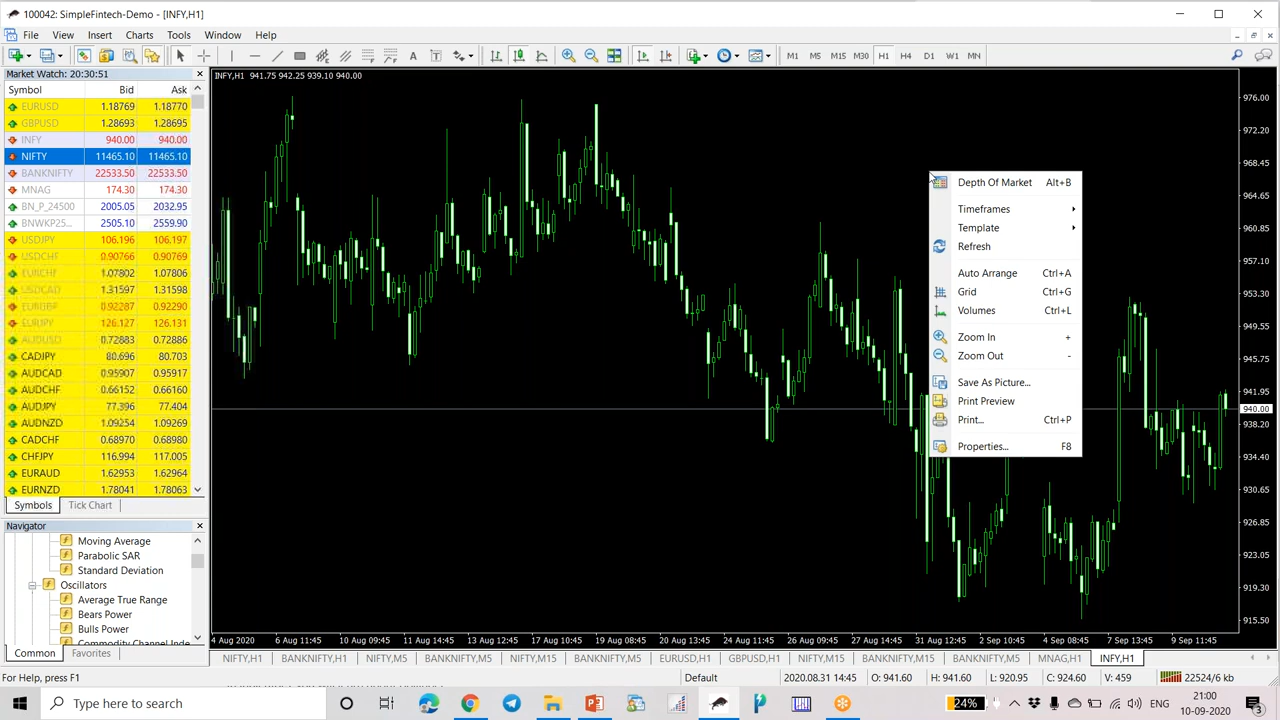 100042: SimpleFintech-Demo - [INFY,H1]
File View Insert Charts Tools Window Help
M1 M5 M15 M30 H1 H4 D1 W1 MN
Market Watch: 20:30:51
Symbol Bid Ask
EURUSD 1.18769 1.18770
GBPUSD 1.28693 1.28695
INFY 940.00 940.00
NIFTY 11465.10 11465.10
BANKNIFTY 22533.50 22533.50
MNAG 174.30 174.30
BN_P_24500 2005.05 2032.95
BNWKP25... 2505.10 2559.90
USDJPY 106.196 106.197
USDCHF 0.90766 0.90769
EURCHF 1.07802 1.07806
USDCAD 1.31597 1.31598
EURGBP 0.92287 0.92290
EURJPY 126.127 126.131
AUDUSD 0.72883 0.72886
CADJPY 80.696 80.703
AUDCAD 0.95907 0.95917
AUDCHF 0.66152 0.66160
AUDJPY 77.396 77.404
AUDNZD 1.09254 1.09269
CADCHF 0.68970 0.68980
CHFJPY 116.994 117.005
EURAUD 1.62953 1.62964
EURNZD 1.78041 1.78063
Symbols Tick Chart
Navigator
Moving Average
Parabolic SAR
Standard Deviation
Oscillators
Average True Range
Bears Power
Bulls Power
Commodity Channel Inde
Common Favorites
INFY,H1 941.75 942.25 939.10 940.00
Depth Of Market Alt+B
Timeframes
Template
Refresh
Auto Arrange Ctrl+A
Grid Ctrl+G
Volumes Ctrl+L
Zoom In +
Zoom Out -
Save As Picture...
Print Preview
Print... Ctrl+P
Properties... F8
976.00
972.20
968.45
964.65
960.85
957.10
953.30
949.55
945.75
941.95
940.00
938.20
934.40
930.65
926.85
923.05
919.30
915.50
4 Aug 2020 6 Aug 11:45 10 Aug 09:45 11 Aug 14:45 13 Aug 12:45 17 Aug 10:45 19 Aug 08:45 20 Aug 13:45 24 Aug 11:45 26 Aug 09:45 27 Aug 14:45 31 Aug 12:45 2 Sep 10:45 4 Sep 08:45 7 Sep 13:45 9 Sep 11:45
NIFTY,H1 BANKNIFTY,H1 NIFTY,M5 BANKNIFTY,M5 NIFTY,M15 BANKNIFTY,M5 EURUSD,H1 GBPUSD,H1 NIFTY,M15 BANKNIFTY,M15 BANKNIFTY,M5 MNAG,H1 INFY,H1
For Help, press F1 Default 2020.08.31 14:45 O: 941.60 H: 941.60 L: 920.95 C: 924.60 V: 459 22524/6 kb
Type here to search
24% ENG 21:00
10-09-2020
3